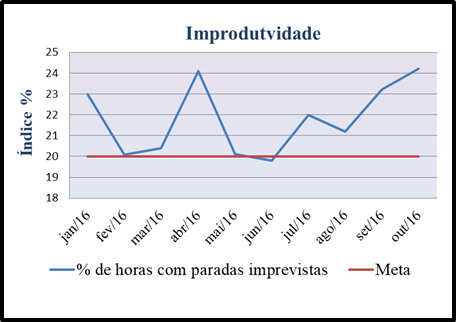 Improdutvidade
Índice %
25
24
23
22
21
20
19
18
jan/16
fev/16
mar/16
abr/16
mai/16
jun/16
jul/16
ago/16
set/16
out/16
% de horas com paradas imprevistas
Meta